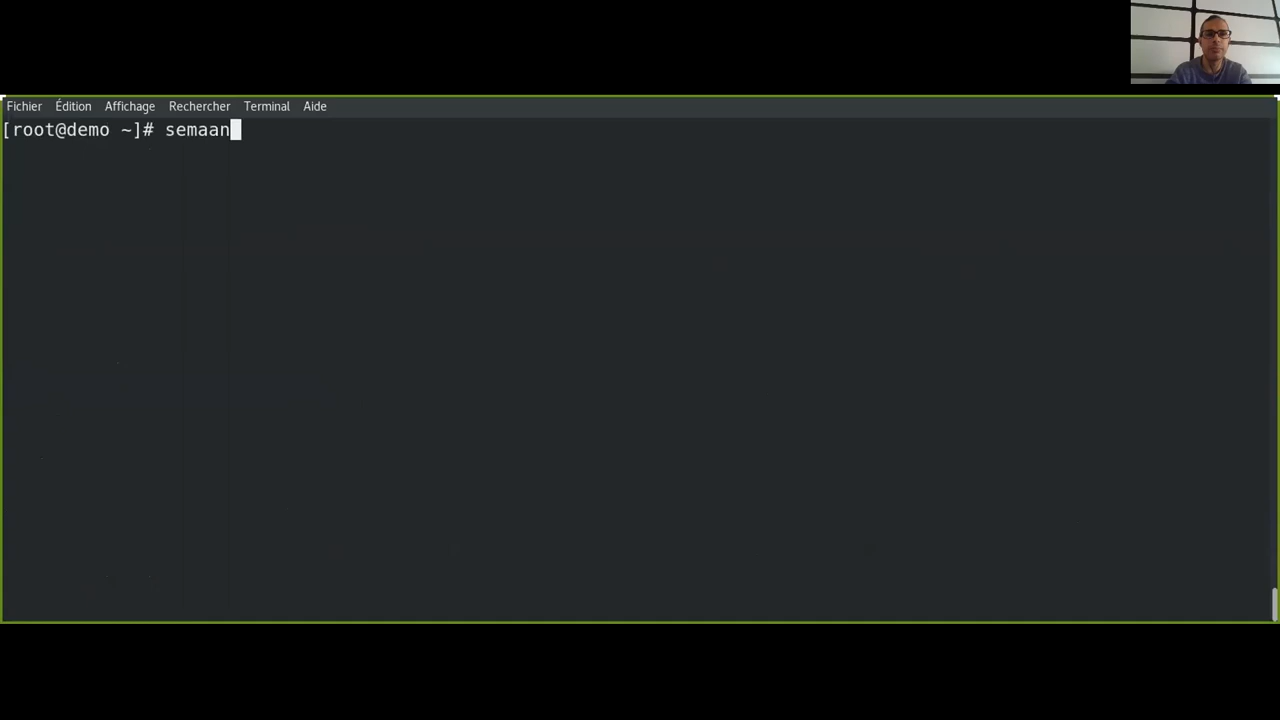 Fichier Édition Affichage Rechercher Terminal Aide
[root@demo ~]# semaan